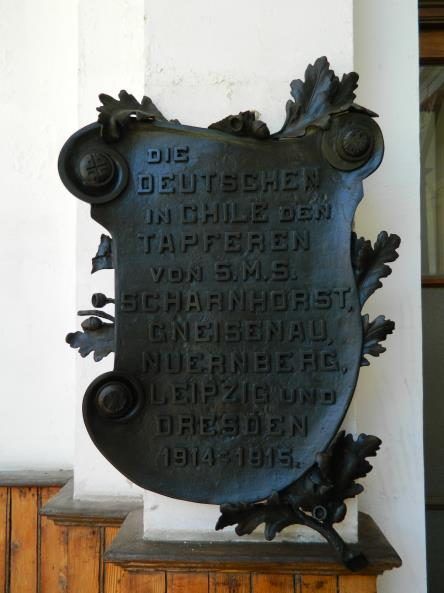 DIE
DEUTSCHEN
IN CHILE DEN
TAPFEREN
VON S.M.S.
SCHARNHORST,
GNEISENAU,
NUERNBERG,
LEIPZIG UND
DRESDEN
1914-1915.